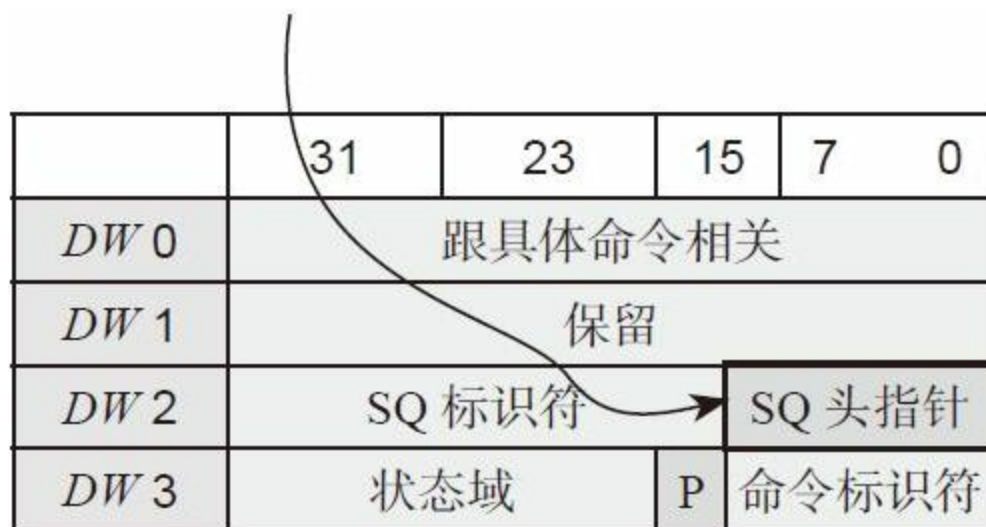 31 23 15 7 0
DW 0 跟具体命令相关
DW 1 保留
DW 2 SQ 标识符 SQ 头指针
DW 3 状态域 P 命令标识符